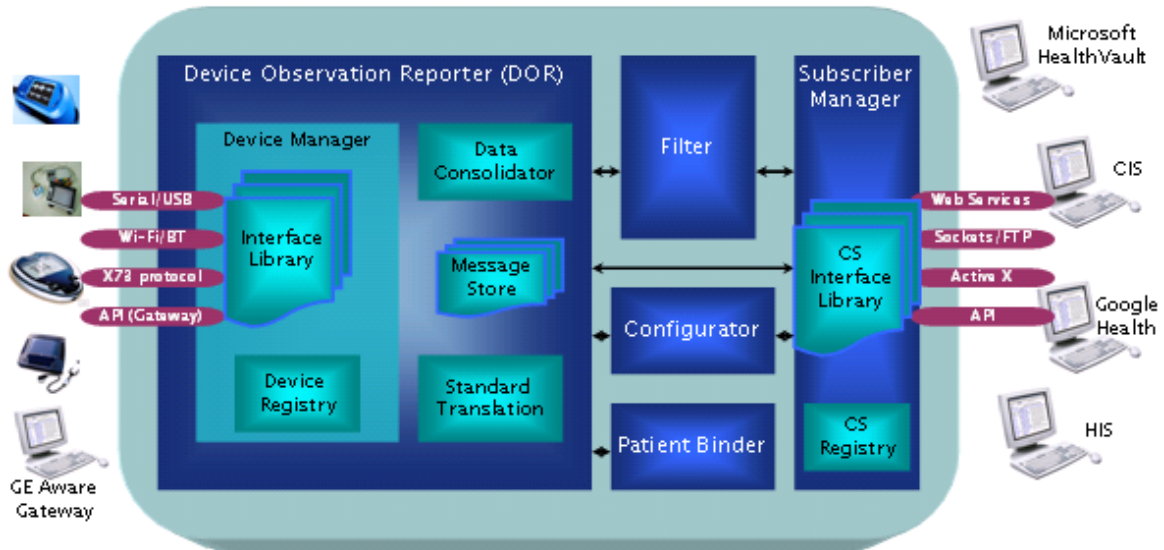 Device Observation Reporter (DOR)
Device Manager
Interface
Library
Device
Registry
Data
Consolidator
Message
Store
Standard
Translation
Filter
Configurator
Patient Binder
Subscriber
Manager
CS
Interface
Library
CS
Registry
Serial/USB
Wi-Fi/BT
X73 protocol
API (Gateway)
GE Aware
Gateway
Web Services
Sockets/FTP
Active X
API
Microsoft
HealthVault
CIS
Google
Health
HIS